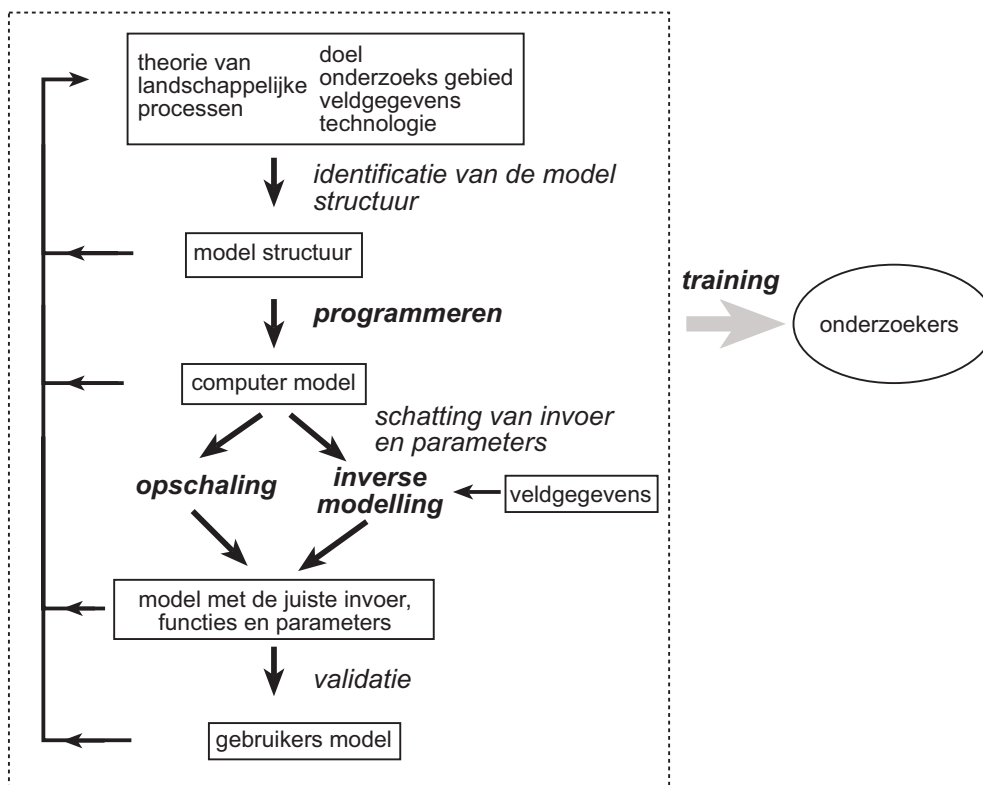 theorie van
landschappelijke
processen
doel
onderzoeks gebied
veldgegevens
technologie
identificatie van de model
structuur
model structuur
programmeren
computer model
schatting van invoer
en parameters
opschaling
inverse
modelling
veldgegevens
model met de juiste invoer,
functies en parameters
validatie
gebruikers model
training
onderzoekers